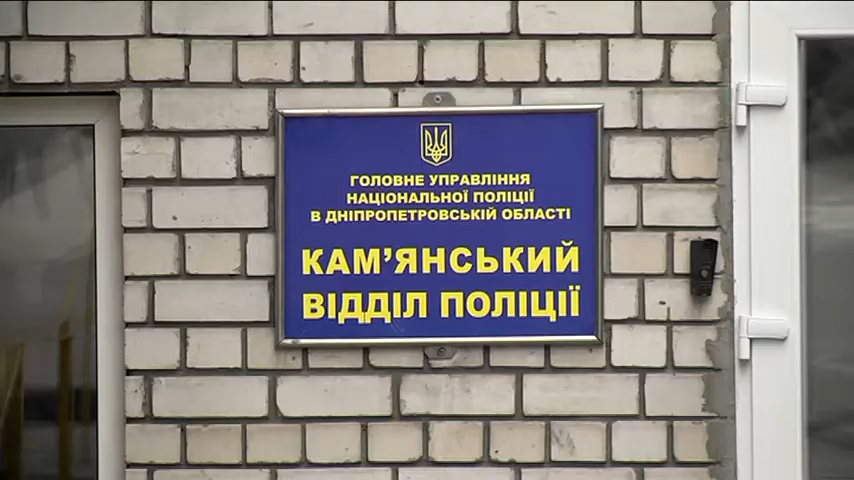 ГОЛОВНЕ УПРАВЛІННЯ
НАЦІОНАЛЬНОЇ ПОЛІЦІЇ
В ДНІПРОПЕТРОВСЬКІЙ ОБЛАСТІ
КАМ’ЯНСЬКИЙ
ВІДДІЛ ПОЛІЦІЇ